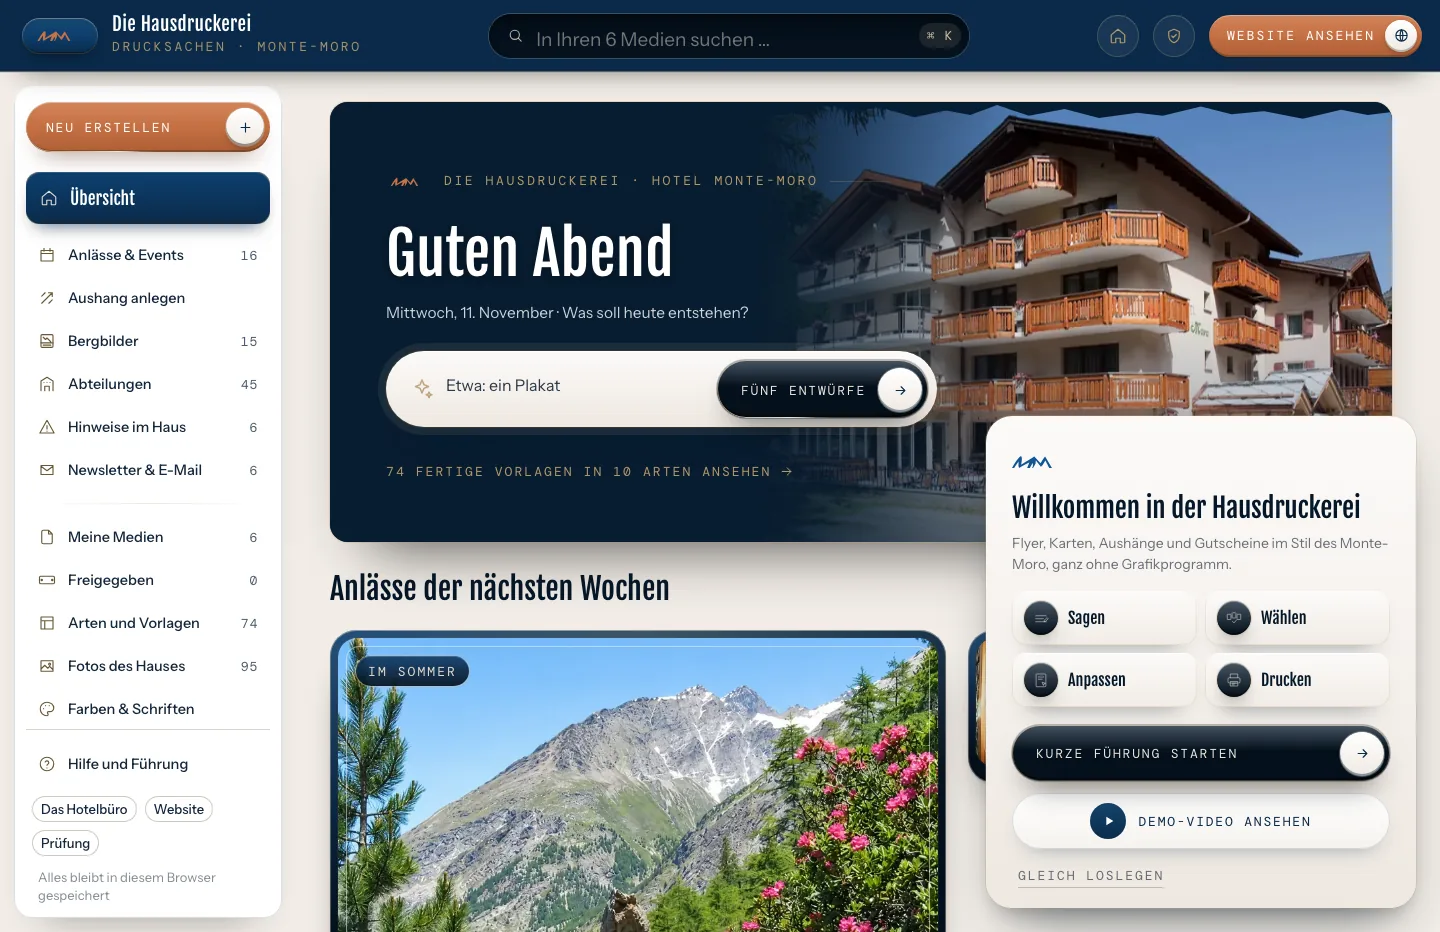 Die Hausdruckerei
DRUCKSACHEN · MONTE-MORO
In Ihren 6 Medien suchen ...
⌘ K
WEBSITE ANSEHEN
NEU ERSTELLEN
Übersicht
Anlässe & Events 16
Aushang anlegen
Bergbilder 15
Abteilungen 45
Hinweise im Haus 6
Newsletter & E-Mail 6
Meine Medien 6
Freigegeben 0
Arten und Vorlagen 74
Fotos des Hauses 95
Farben & Schriften
Hilfe und Führung
Das Hotelbüro
Website
Prüfung
Alles bleibt in diesem Browser
gespeichert
DIE HAUSDRUCKEREI · HOTEL MONTE-MORO
Guten Abend
Mittwoch, 11. November · Was soll heute entstehen?
Etwa: ein Plakat
FÜNF ENTWÜRFE
74 FERTIGE VORLAGEN IN 10 ARTEN ANSEHEN →
Anlässe der nächsten Wochen
IM SOMMER
Willkommen in der Hausdruckerei
Flyer, Karten, Aushänge und Gutscheine im Stil des Monte-
Moro, ganz ohne Grafikprogramm.
Sagen
Wählen
Anpassen
Drucken
KURZE FÜHRUNG STARTEN
DEMO-VIDEO ANSEHEN
GLEICH LOSLEGEN